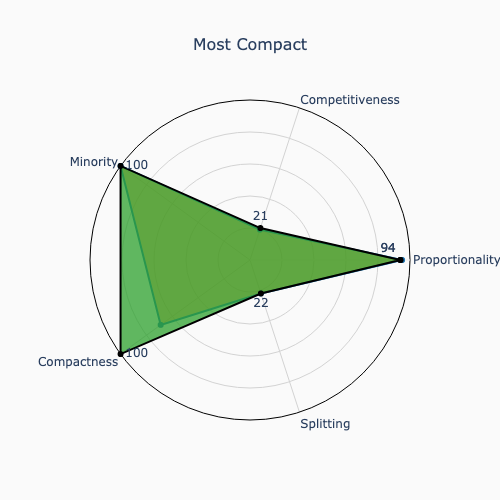 Most Compact
Competitiveness
Minority
100
21
94
Proportionality
22
100
Compactness
Splitting